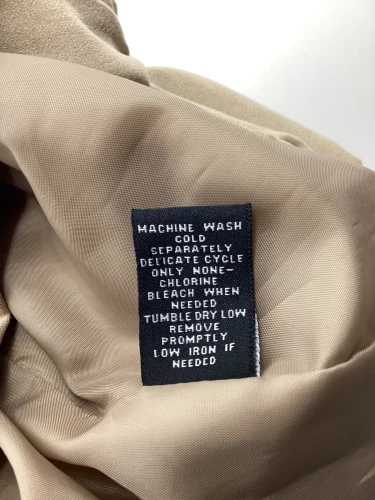 MACHINE WASH
COLD
SEPARATELY
DELICATE CYCLE
ONLY NONE-
CHLORINE
BLEACH WHEN
NEEDED
TUMBLE DRY LOW
REMOVE
PROMPTLY
LOW IRON IF
NEEDED